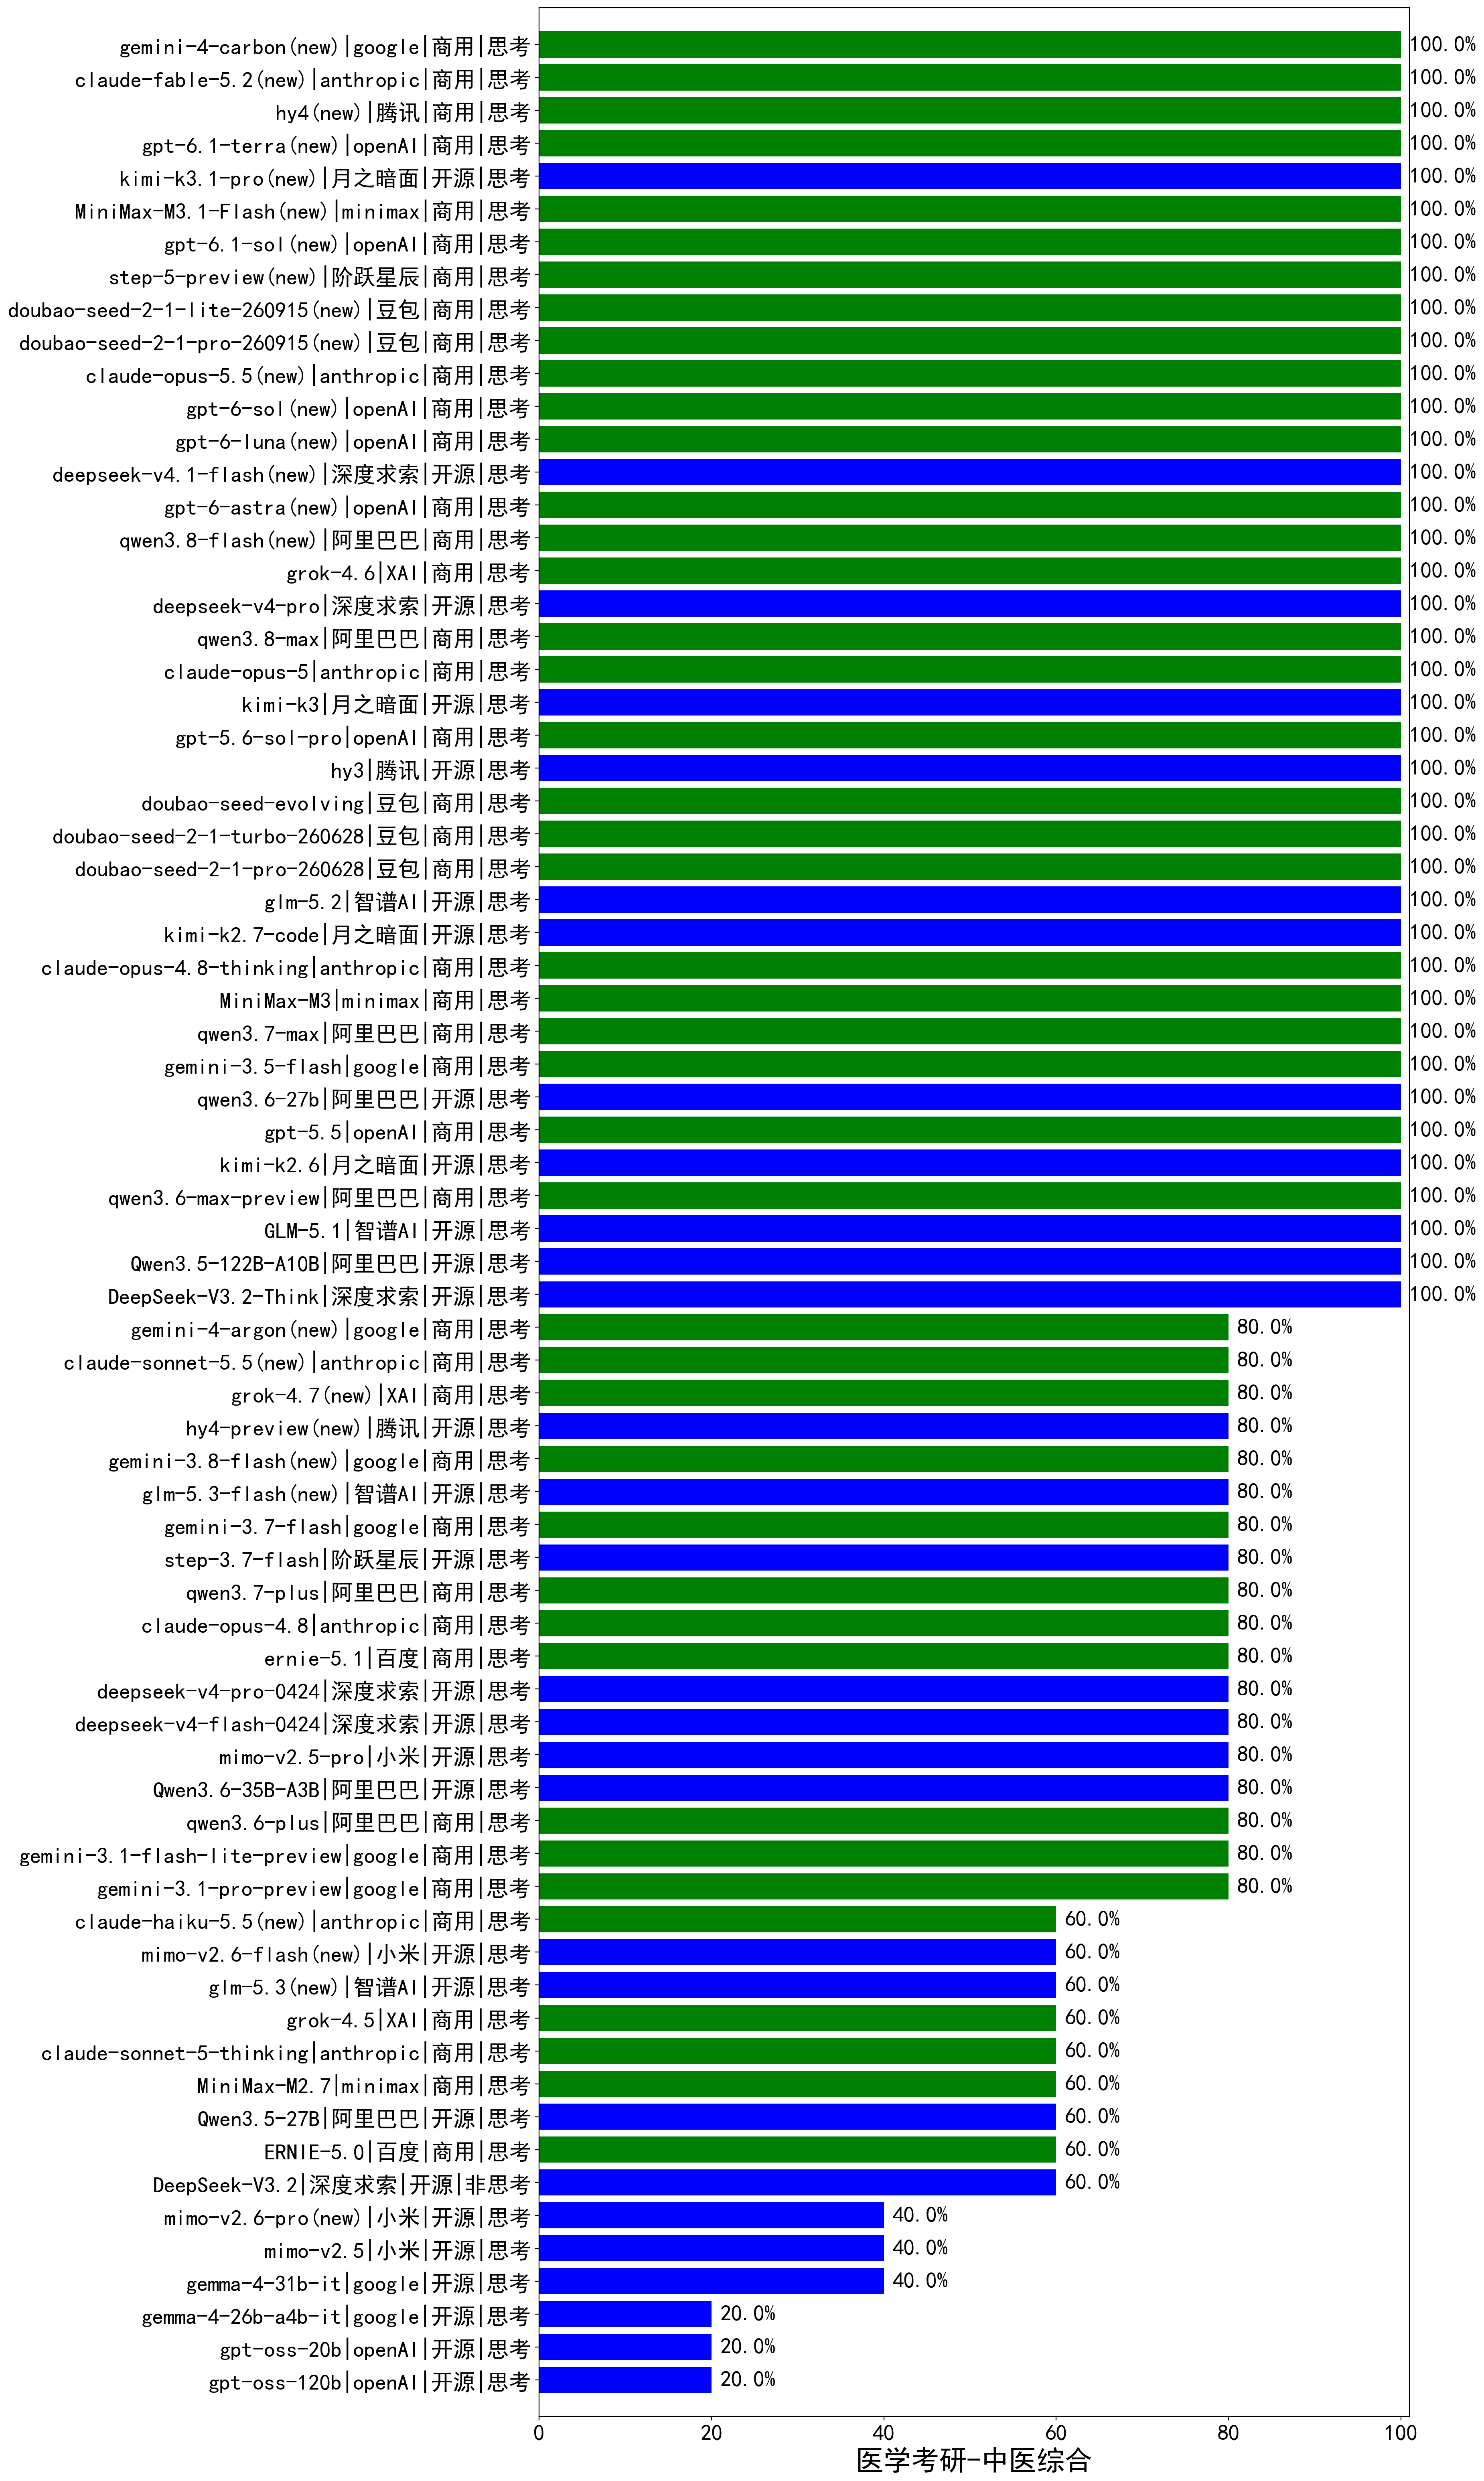 gemini-4-carbon(new)|google|商用|思考 100.0%
claude-fable-5.2(new)|anthropic|商用|思考 100.0%
hy4(new)|腾讯|商用|思考 100.0%
gpt-6.1-terra(new)|openAI|商用|思考 100.0%
kimi-k3.1-pro(new)|月之暗面|开源|思考 100.0%
MiniMax-M3.1-Flash(new)|minimax|商用|思考 100.0%
gpt-6.1-sol(new)|openAI|商用|思考 100.0%
step-5-preview(new)|阶跃星辰|商用|思考 100.0%
doubao-seed-2-1-lite-260915(new)|豆包|商用|思考 100.0%
doubao-seed-2-1-pro-260915(new)|豆包|商用|思考 100.0%
claude-opus-5.5(new)|anthropic|商用|思考 100.0%
gpt-6-sol(new)|openAI|商用|思考 100.0%
gpt-6-luna(new)|openAI|商用|思考 100.0%
deepseek-v4.1-flash(new)|深度求索|开源|思考 100.0%
gpt-6-astra(new)|openAI|商用|思考 100.0%
qwen3.8-flash(new)|阿里巴巴|商用|思考 100.0%
grok-4.6|XAI|商用|思考 100.0%
deepseek-v4-pro|深度求索|开源|思考 100.0%
qwen3.8-max|阿里巴巴|商用|思考 100.0%
claude-opus-5|anthropic|商用|思考 100.0%
kimi-k3|月之暗面|开源|思考 100.0%
gpt-5.6-sol-pro|openAI|商用|思考 100.0%
hy3|腾讯|开源|思考 100.0%
doubao-seed-evolving|豆包|商用|思考 100.0%
doubao-seed-2-1-turbo-260628|豆包|商用|思考 100.0%
doubao-seed-2-1-pro-260628|豆包|商用|思考 100.0%
glm-5.2|智谱AI|开源|思考 100.0%
kimi-k2.7-code|月之暗面|开源|思考 100.0%
claude-opus-4.8-thinking|anthropic|商用|思考 100.0%
MiniMax-M3|minimax|商用|思考 100.0%
qwen3.7-max|阿里巴巴|商用|思考 100.0%
gemini-3.5-flash|google|商用|思考 100.0%
qwen3.6-27b|阿里巴巴|开源|思考 100.0%
gpt-5.5|openAI|商用|思考 100.0%
kimi-k2.6|月之暗面|开源|思考 100.0%
qwen3.6-max-preview|阿里巴巴|商用|思考 100.0%
GLM-5.1|智谱AI|开源|思考 100.0%
Qwen3.5-122B-A10B|阿里巴巴|开源|思考 100.0%
DeepSeek-V3.2-Think|深度求索|开源|思考 100.0%
gemini-4-argon(new)|google|商用|思考 80.0%
claude-sonnet-5.5(new)|anthropic|商用|思考 80.0%
grok-4.7(new)|XAI|商用|思考 80.0%
hy4-preview(new)|腾讯|开源|思考 80.0%
gemini-3.8-flash(new)|google|商用|思考 80.0%
glm-5.3-flash(new)|智谱AI|开源|思考 80.0%
gemini-3.7-flash|google|商用|思考 80.0%
step-3.7-flash|阶跃星辰|开源|思考 80.0%
qwen3.7-plus|阿里巴巴|商用|思考 80.0%
claude-opus-4.8|anthropic|商用|思考 80.0%
ernie-5.1|百度|商用|思考 80.0%
deepseek-v4-pro-0424|深度求索|开源|思考 80.0%
deepseek-v4-flash-0424|深度求索|开源|思考 80.0%
mimo-v2.5-pro|小米|开源|思考 80.0%
Qwen3.6-35B-A3B|阿里巴巴|开源|思考 80.0%
qwen3.6-plus|阿里巴巴|商用|思考 80.0%
gemini-3.1-flash-lite-preview|google|商用|思考 80.0%
gemini-3.1-pro-preview|google|商用|思考 80.0%
claude-haiku-5.5(new)|anthropic|商用|思考 60.0%
mimo-v2.6-flash(new)|小米|开源|思考 60.0%
glm-5.3(new)|智谱AI|开源|思考 60.0%
grok-4.5|XAI|商用|思考 60.0%
claude-sonnet-5-thinking|anthropic|商用|思考 60.0%
MiniMax-M2.7|minimax|商用|思考 60.0%
Qwen3.5-27B|阿里巴巴|开源|思考 60.0%
ERNIE-5.0|百度|商用|思考 60.0%
DeepSeek-V3.2|深度求索|开源|非思考 60.0%
mimo-v2.6-pro(new)|小米|开源|思考 40.0%
mimo-v2.5|小米|开源|思考 40.0%
gemma-4-31b-it|google|开源|思考 40.0%
gemma-4-26b-a4b-it|google|开源|思考 20.0%
gpt-oss-20b|openAI|开源|思考 20.0%
gpt-oss-120b|openAI|开源|思考 20.0%
0 20 40 60 80 100
医学考研-中医综合